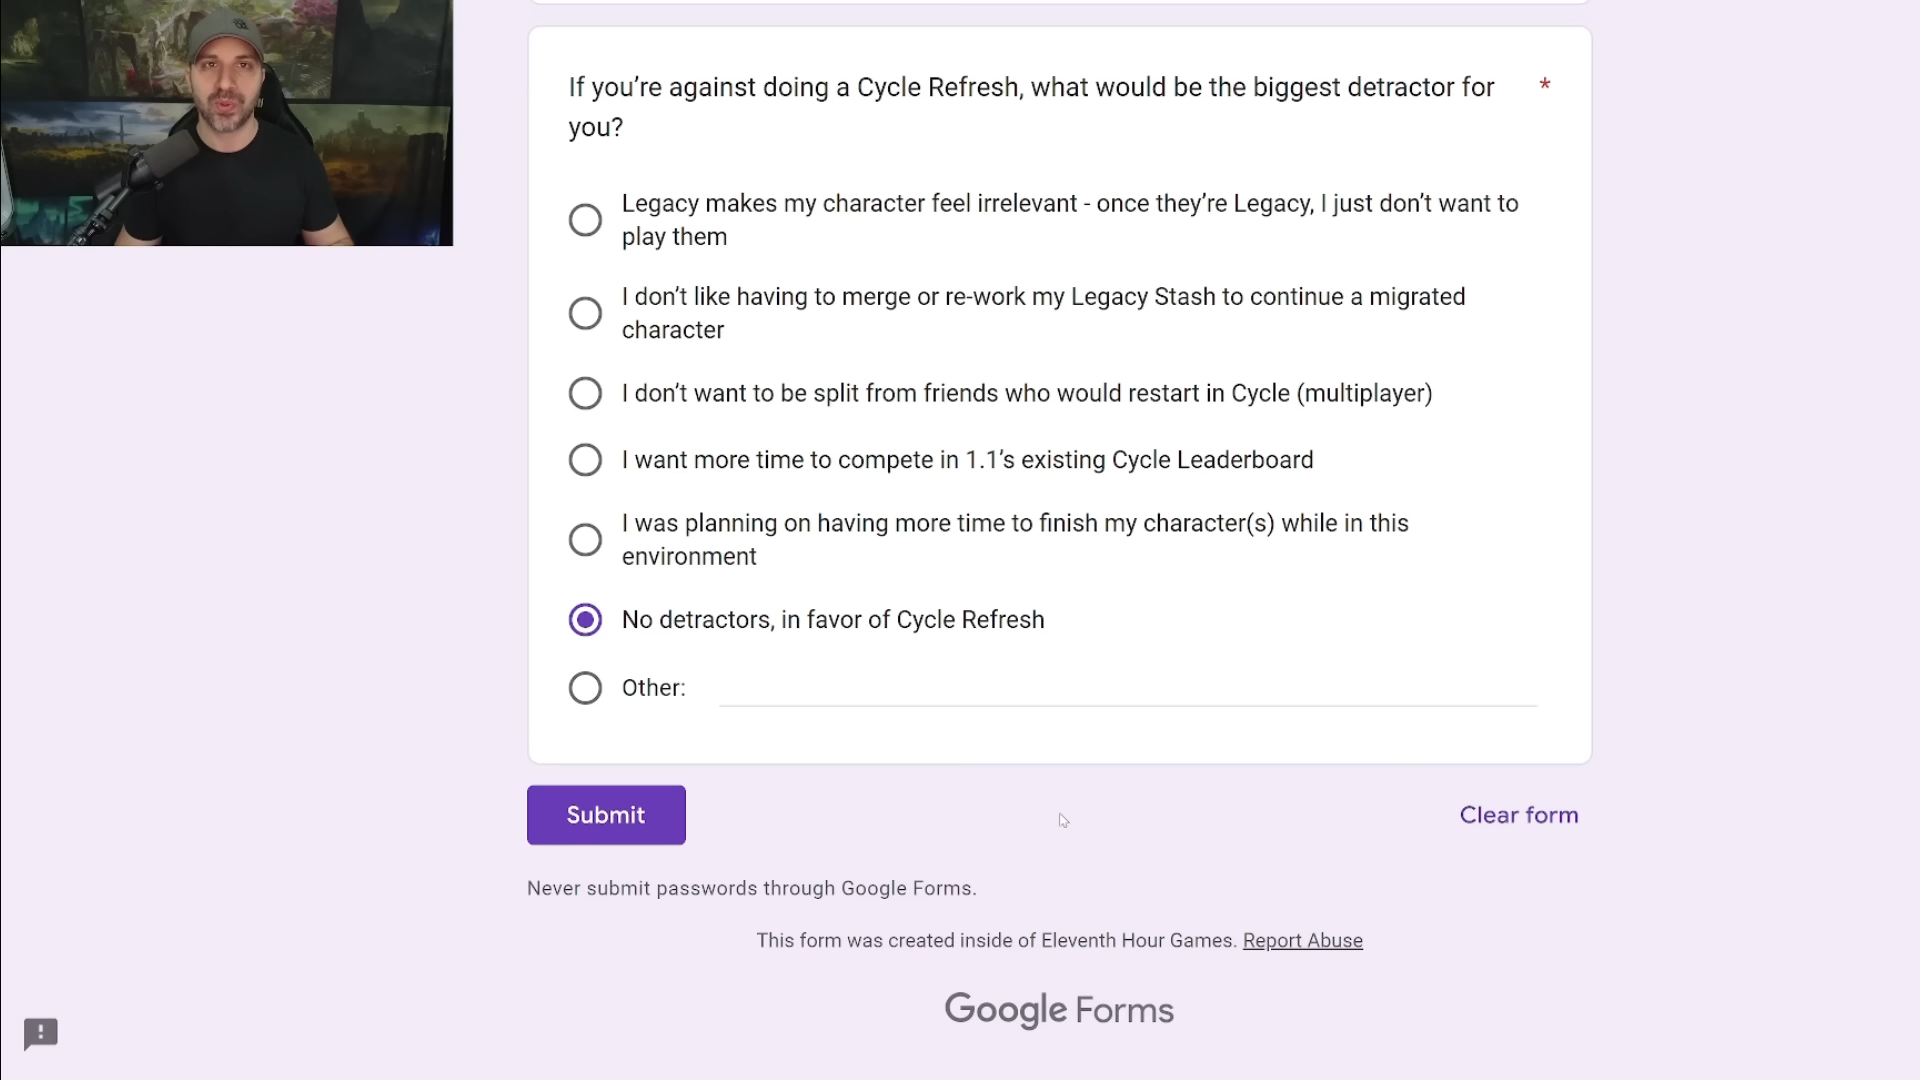 If you’re against doing a Cycle Refresh, what would be the biggest detractor for *
you?
Legacy makes my character feel irrelevant - once they’re Legacy, I just don’t want to
play them
I don’t like having to merge or re-work my Legacy Stash to continue a migrated
character
I don’t want to be split from friends who would restart in Cycle (multiplayer)
I want more time to compete in 1.1’s existing Cycle Leaderboard
I was planning on having more time to finish my character(s) while in this
environment
No detractors, in favor of Cycle Refresh
Other:
Submit
Clear form
Never submit passwords through Google Forms.
This form was created inside of Eleventh Hour Games. Report Abuse
Google Forms